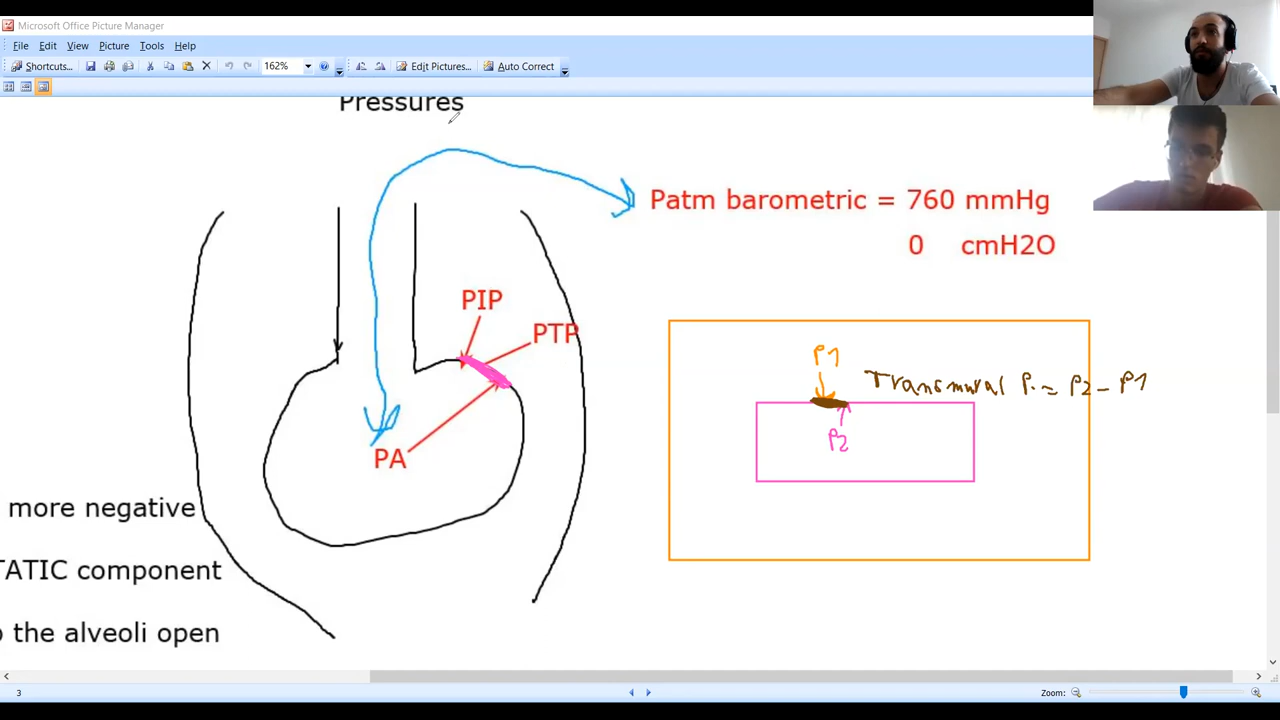 Microsoft Office Picture Manager
File Edit View Picture Tools Help
Shortcuts... 162% Edit Pictures... Auto Correct
Pressures
Patm barometric = 760 mmHg
0 cmH2O
PIP
PTP
PA
P1
Transmural P. = P2 - P1
P2
more negative
TATIC component
o the alveoli open
3 Zoom: